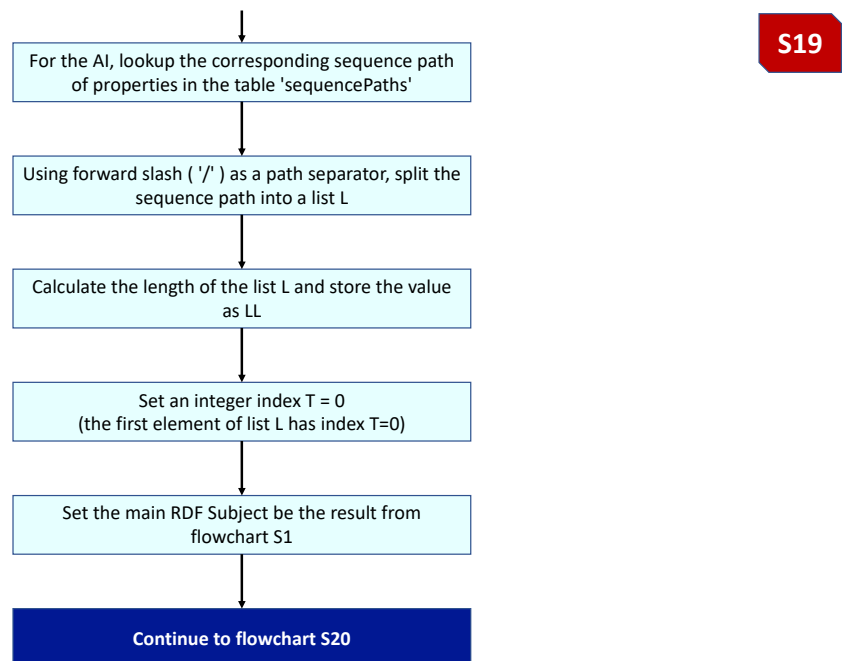 S19
For the AI, lookup the corresponding sequence path
of properties in the table 'sequencePaths'
Using forward slash ( '/' ) as a path separator, split the
sequence path into a list L
Calculate the length of the list L and store the value
as LL
Set an integer index T = 0
(the first element of list L has index T=0)
Set the main RDF Subject be the result from
flowchart S1
Continue to flowchart S20